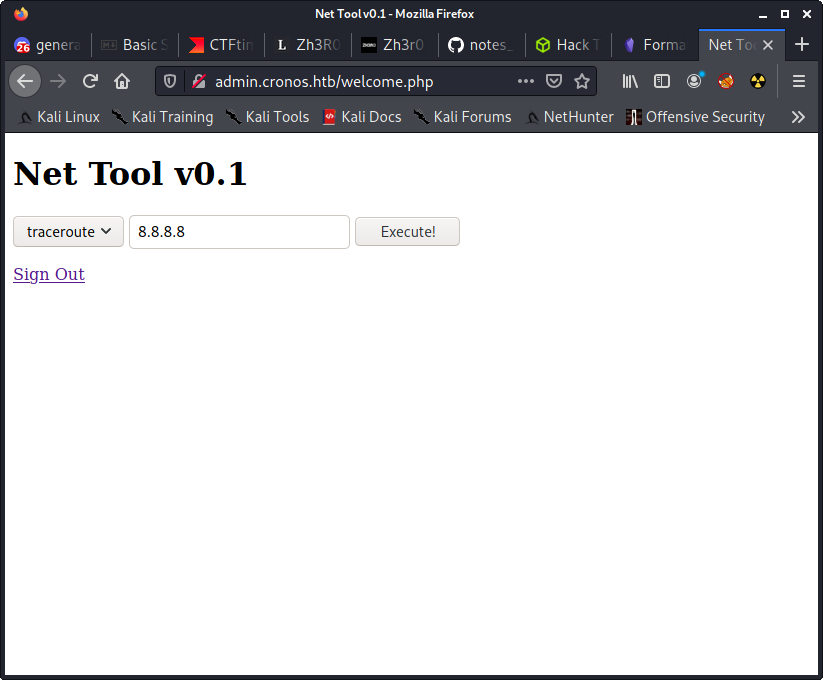 Net Tool v0.1 - Mozilla Firefox
genera Basic S CTFtim L Zh3R0 Zh3r0 notes_ Hack T Forma Net Too
admin.cronos.htb/welcome.php
Kali Linux Kali Training Kali Tools Kali Docs Kali Forums NetHunter Offensive Security
Net Tool v0.1
traceroute 8.8.8.8 Execute!
Sign Out